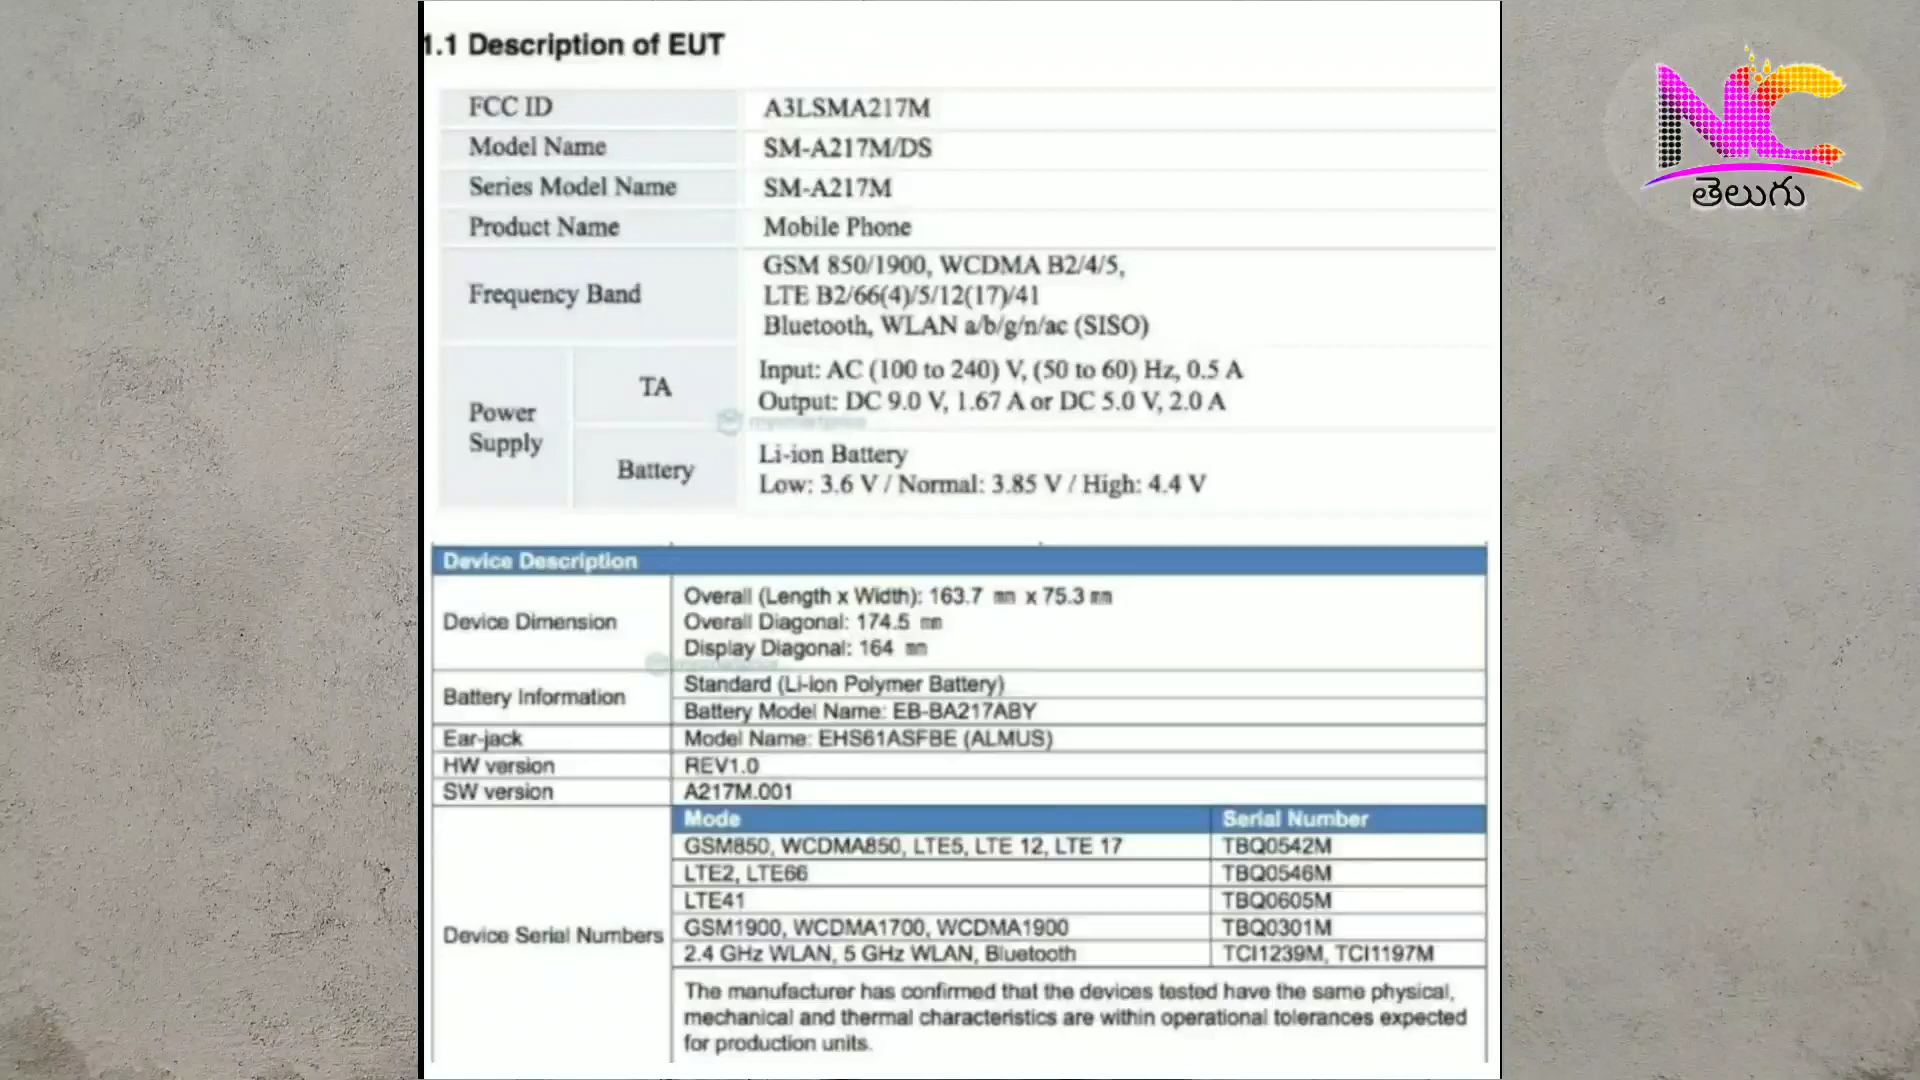 1.1 Description of EUT
NC
తెలుగు
FCC ID A3LSMA217M
Model Name SM-A217M/DS
Series Model Name SM-A217M
Product Name Mobile Phone
Frequency Band GSM 850/1900, WCDMA B2/4/5,
LTE B2/66(4)/5/12(17)/41
Bluetooth, WLAN a/b/g/n/ac (SISO)
Power Supply TA Input: AC (100 to 240) V, (50 to 60) Hz, 0.5 A
Output: DC 9.0 V, 1.67 A or DC 5.0 V, 2.0 A
Battery Li-ion Battery
Low: 3.6 V / Normal: 3.85 V / High: 4.4 V
Device Description
Device Dimension Overall (Length x Width): 163.7 mm x 75.3 mm
Overall Diagonal: 174.5 mm
Display Diagonal: 164 mm
Battery Information Standard (Li-ion Polymer Battery)
Battery Model Name: EB-BA217ABY
Ear-jack Model Name: EHS61ASFBE (ALMUS)
HW version REV1.0
SW version A217M.001
Mode Serial Number
GSM850, WCDMA850, LTE5, LTE 12, LTE 17 TBQ0542M
LTE2, LTE66 TBQ0546M
LTE41 TBQ0605M
Device Serial Numbers GSM1900, WCDMA1700, WCDMA1900 TBQ0301M
2.4 GHz WLAN, 5 GHz WLAN, Bluetooth TCI1239M, TCI1197M
The manufacturer has confirmed that the devices tested have the same physical,
mechanical and thermal characteristics are within operational tolerances expected
for production units.